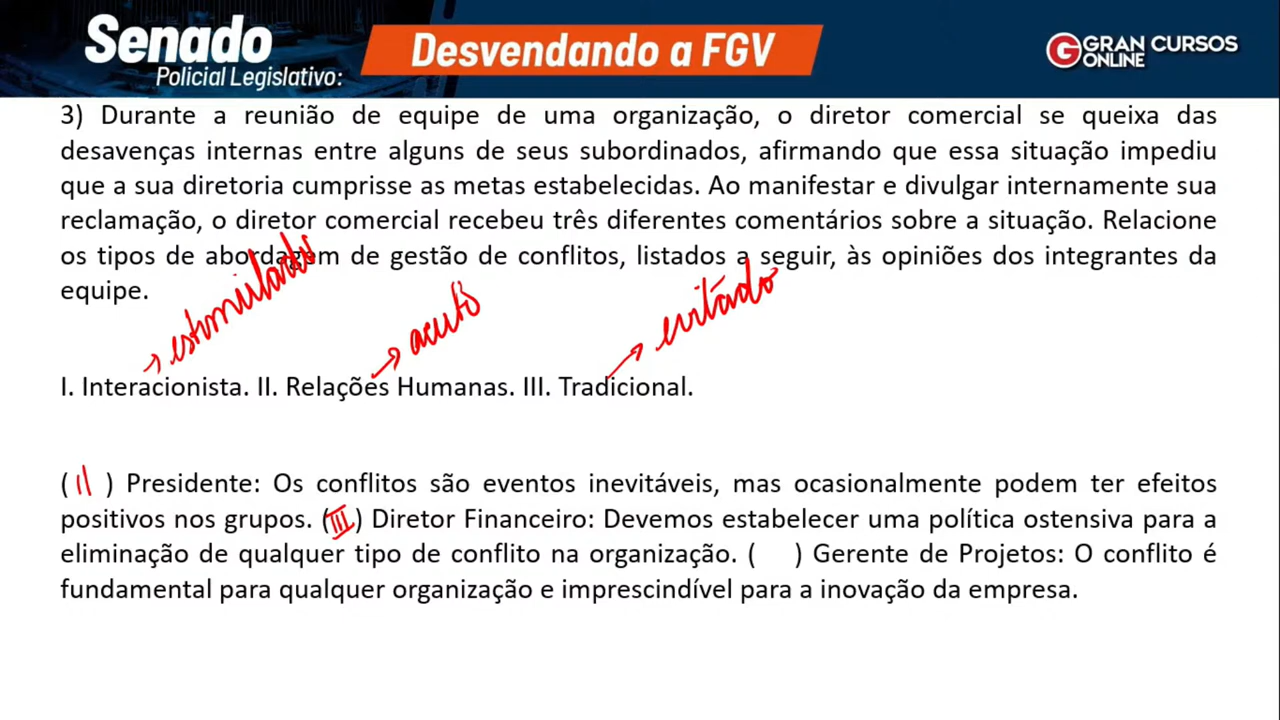 Senado
Policial Legislativo:
Desvendando a FGV
GRAN CURSOS
ONLINE
3) Durante a reunião de equipe de uma organização, o diretor comercial se queixa das
desavenças internas entre alguns de seus subordinados, afirmando que essa situação impediu
que a sua diretoria cumprisse as metas estabelecidas. Ao manifestar e divulgar internamente sua
reclamação, o diretor comercial recebeu três diferentes comentários sobre a situação. Relacione
os tipos de abordagem de gestão de conflitos, listados a seguir, às opiniões dos integrantes da
equipe.
→ estimulado → aceito → evitado
I. Interacionista. II. Relações Humanas. III. Tradicional.
( II ) Presidente: Os conflitos são eventos inevitáveis, mas ocasionalmente podem ter efeitos
positivos nos grupos. (III) Diretor Financeiro: Devemos estabelecer uma política ostensiva para a
eliminação de qualquer tipo de conflito na organização. ( ) Gerente de Projetos: O conflito é
fundamental para qualquer organização e imprescindível para a inovação da empresa.